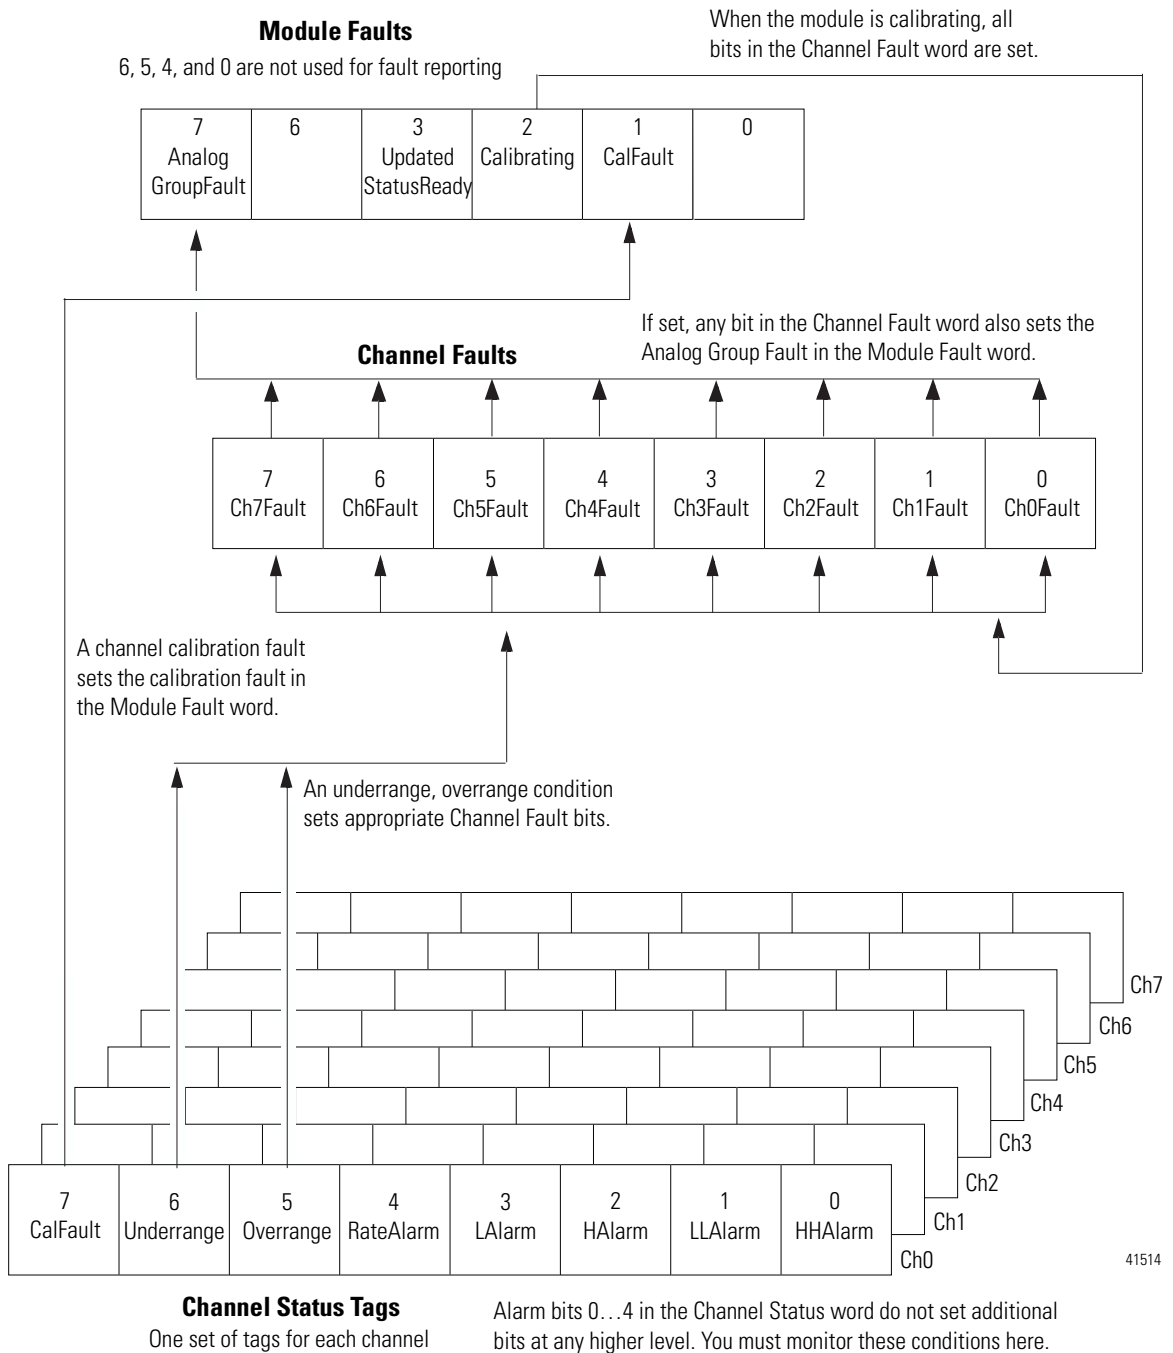 Module Faults
6, 5, 4, and 0 are not used for fault reporting
When the module is calibrating, all
bits in the Channel Fault word are set.
7 6 3 2 1 0
Analog Updated Calibrating CalFault
GroupFault StatusReady
If set, any bit in the Channel Fault word also sets the
Analog Group Fault in the Module Fault word.
Channel Faults
7 6 5 4 3 2 1 0
Ch7Fault Ch6Fault Ch5Fault Ch4Fault Ch3Fault Ch2Fault Ch1Fault Ch0Fault
A channel calibration fault
sets the calibration fault in
the Module Fault word.
An underrange, overrange condition
sets appropriate Channel Fault bits.
Ch7
Ch6
Ch5
Ch4
Ch3
Ch2
Ch1
Ch0
7 6 5 4 3 2 1 0
CalFault Underrange Overrange RateAlarm LAlarm HAlarm LLAlarm HHAlarm
41514
Channel Status Tags
One set of tags for each channel
Alarm bits 0…4 in the Channel Status word do not set additional
bits at any higher level. You must monitor these conditions here.